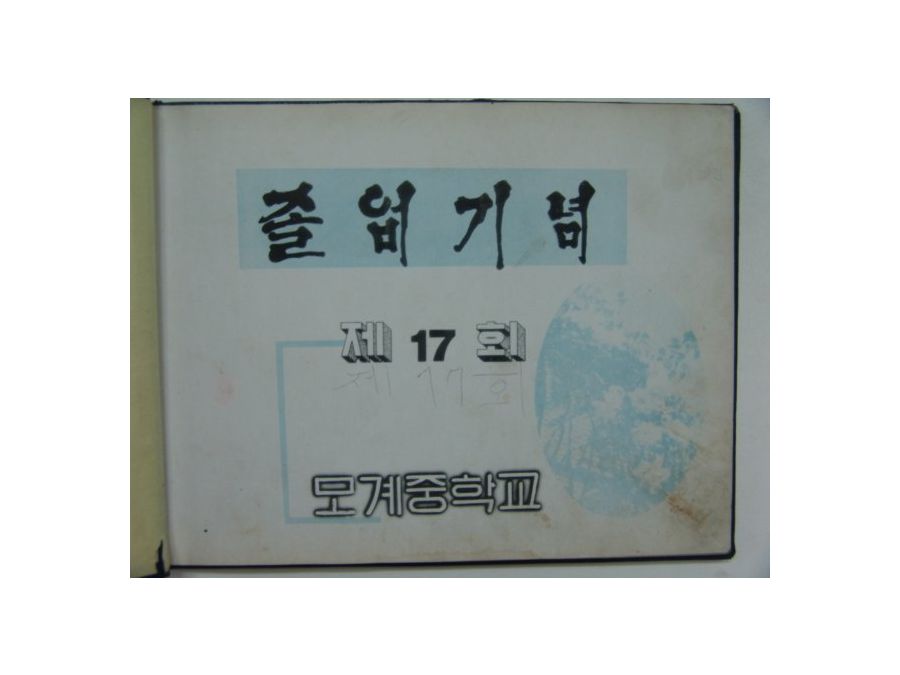 졸업기념
제 17 회
제 17회
모계중학교